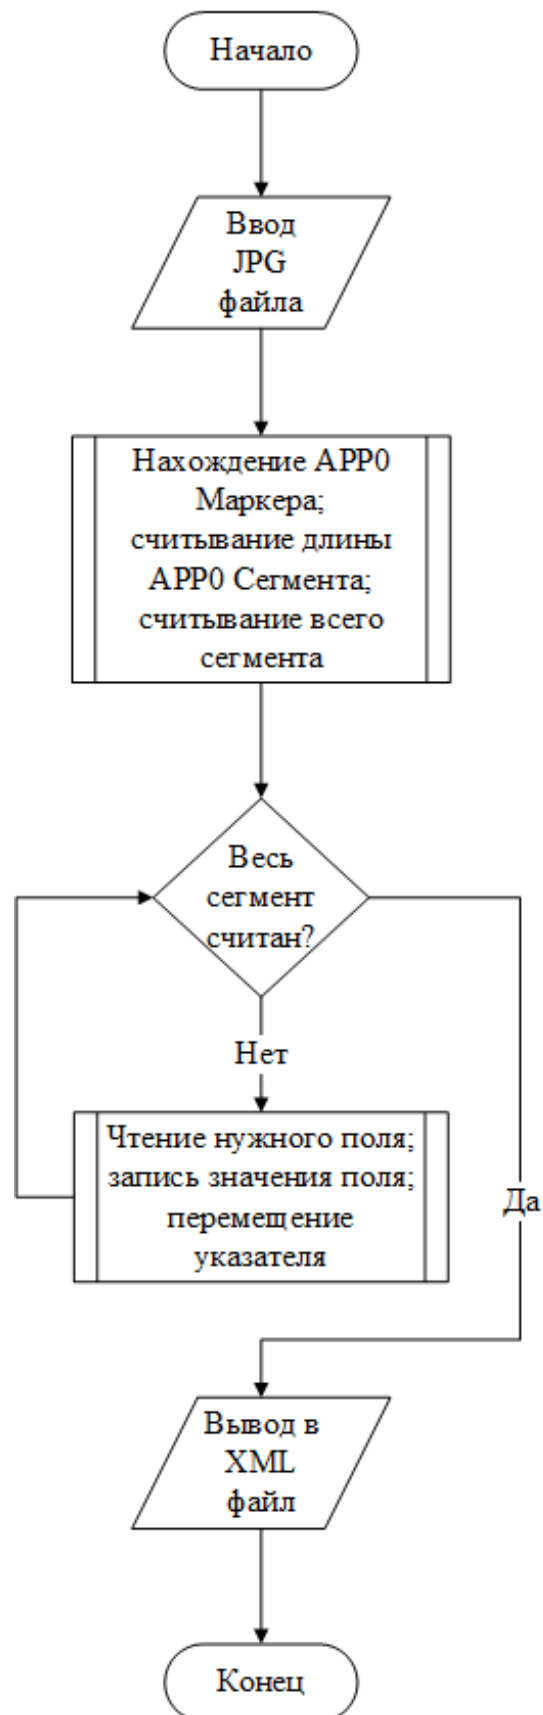 Начало
Ввод
JPG
файла
Нахождение APP0
Маркера;
считывание длины
APP0 Сегмента;
считывание всего
сегмента
Весь
сегмент
считан?
Нет
Чтение нужного поля;
запись значения поля;
перемещение
указателя
Да
Вывод в
XML
файл
Конец